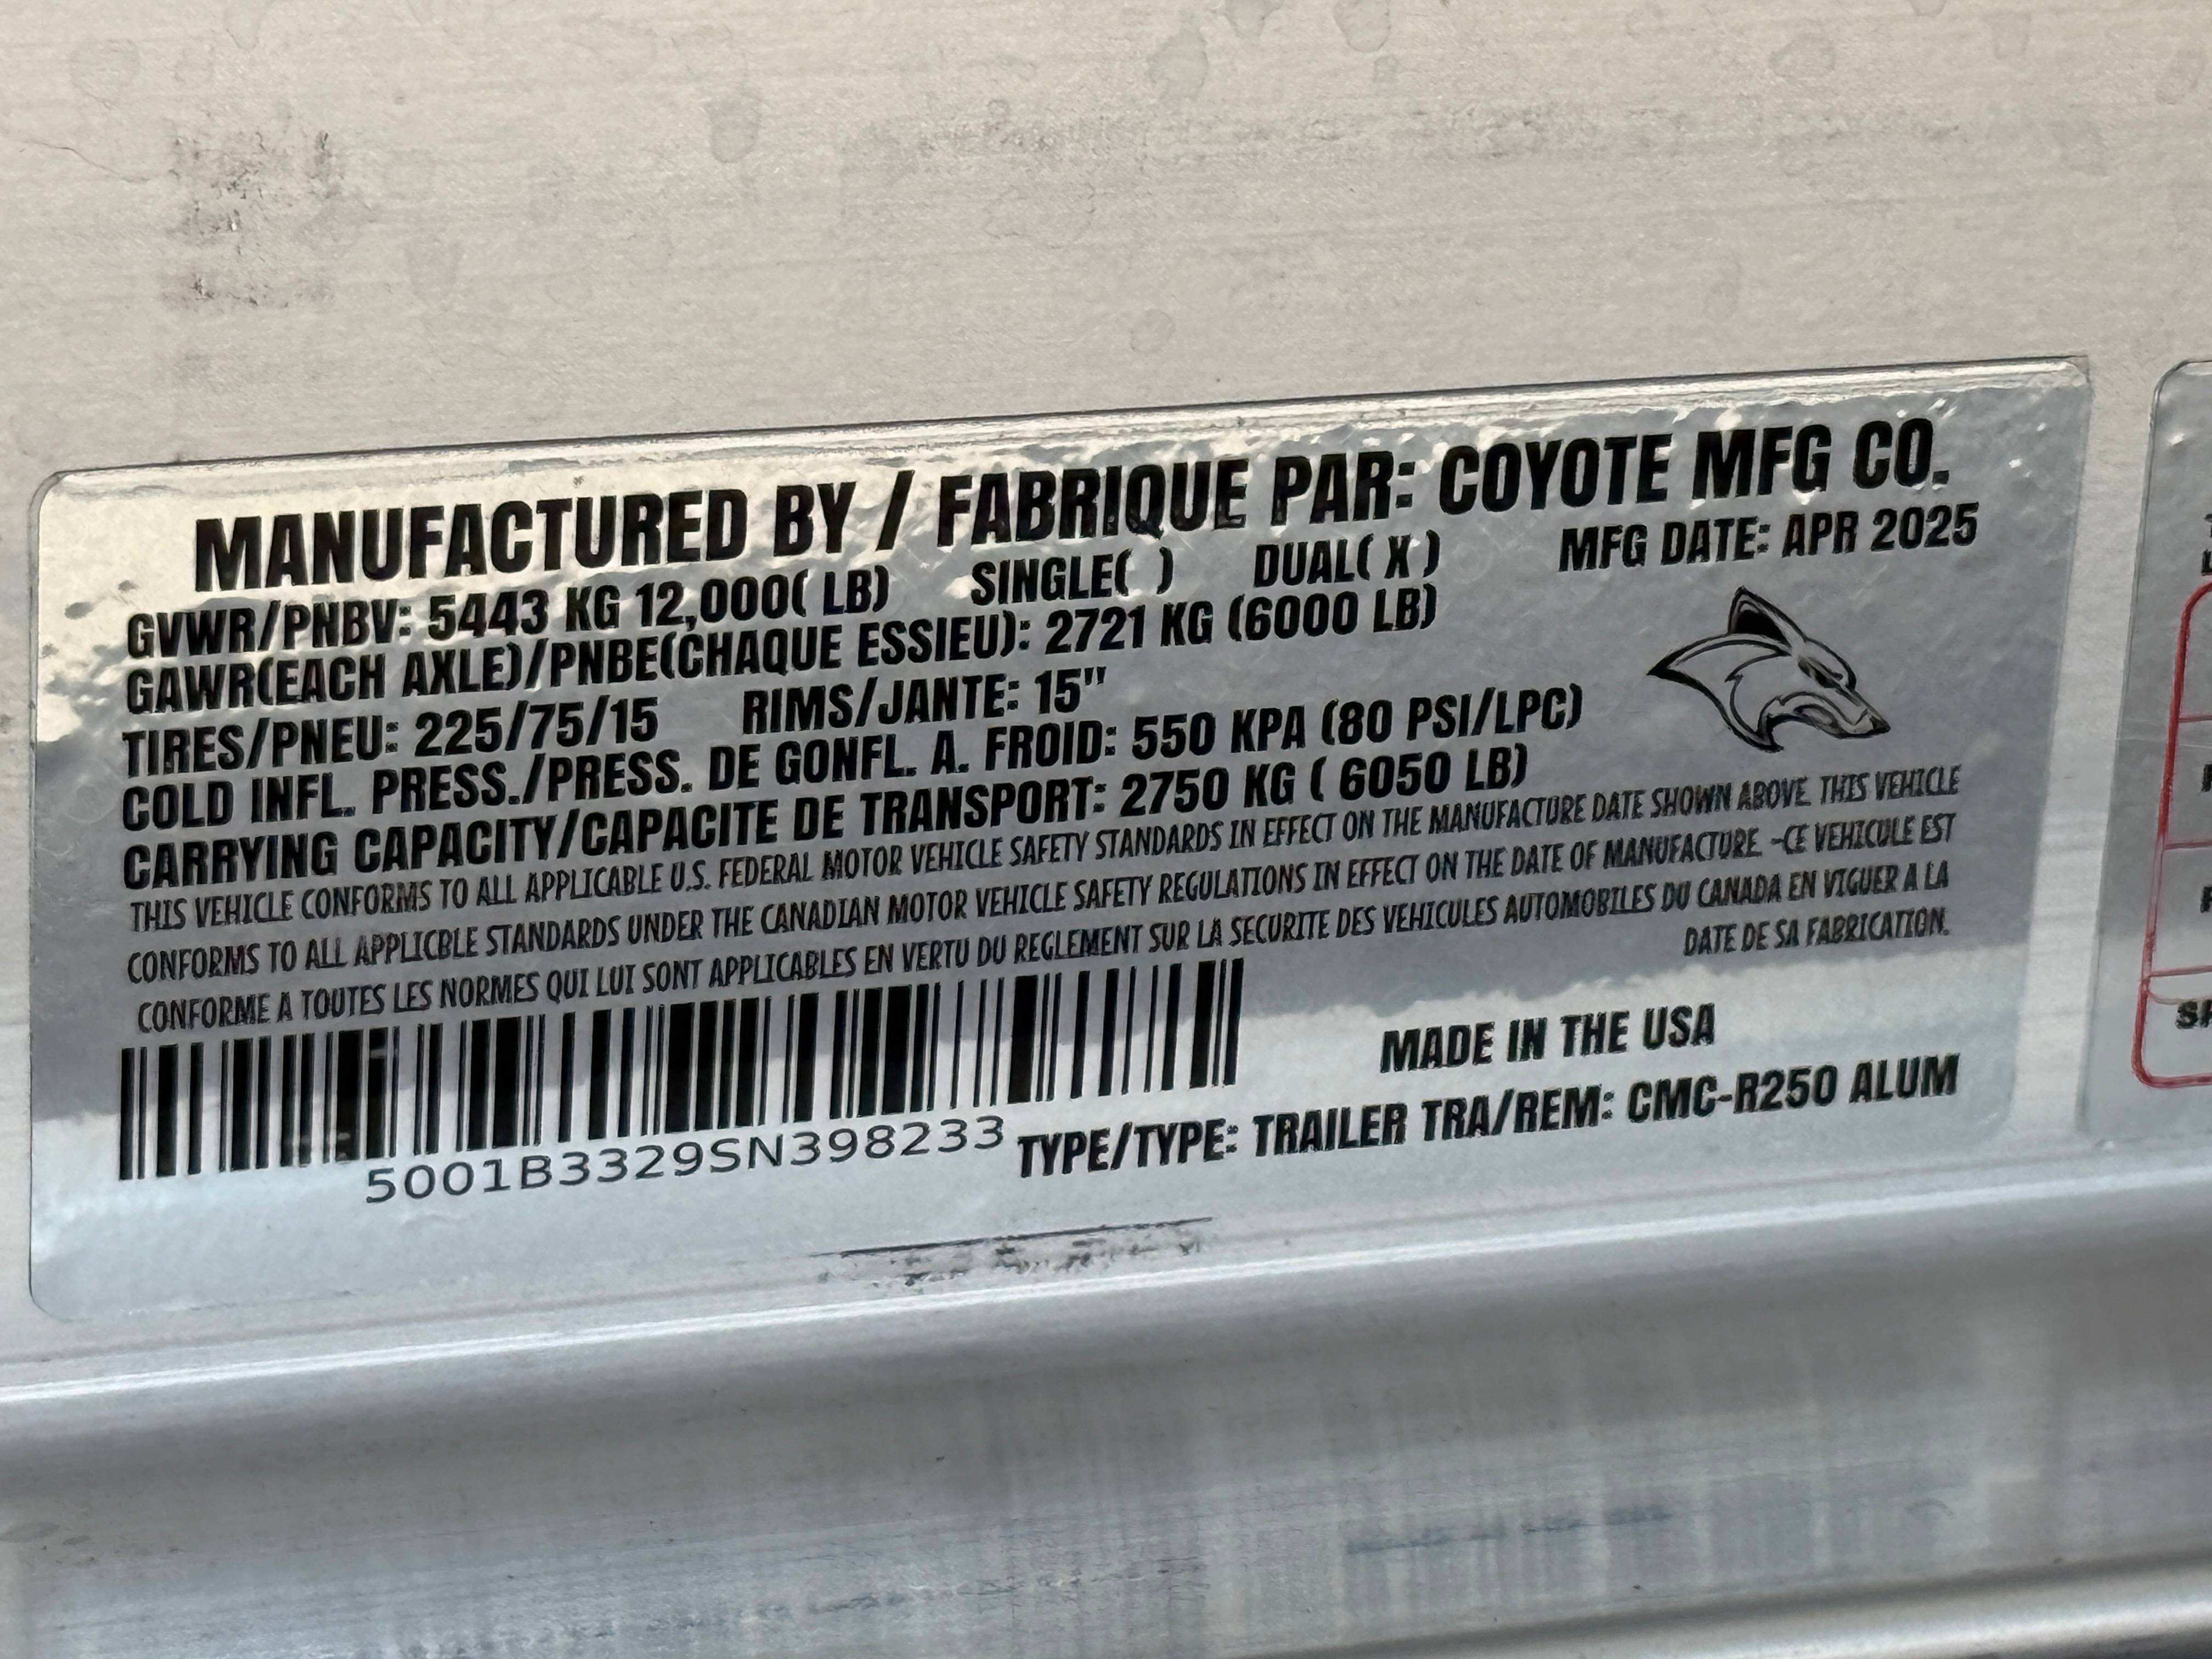 MANUFACTURED BY / FABRIQUE PAR: COYOTE MFG CO.
GVWR/PNBV: 5443 KG 12,000( LB) SINGLE( ) DUAL( X ) MFG DATE: APR 2025
GAWR(EACH AXLE)/PNBE(CHAQUE ESSIEU): 2721 KG (6000 LB)
TIRES/PNEU: 225/75/15 RIMS/JANTE: 15"
COLD INFL. PRESS./PRESS. DE GONFL. A. FROID: 550 KPA (80 PSI/LPC)
CARRYING CAPACITY/CAPACITE DE TRANSPORT: 2750 KG ( 6050 LB)
THIS VEHICLE CONFORMS TO ALL APPLICABLE U.S. FEDERAL MOTOR VEHICLE SAFETY STANDARDS IN EFFECT ON THE MANUFACTURE DATE SHOWN ABOVE. THIS VEHICLE
CONFORMS TO ALL APPLICBLE STANDARDS UNDER THE CANADIAN MOTOR VEHICLE SAFETY REGULATIONS IN EFFECT ON THE DATE OF MANUFACTURE. -CE VEHICULE EST
CONFORME A TOUTES LES NORMES QUI LUI SONT APPLICABLES EN VERTU DU REGLEMENT SUR LA SECURITE DES VEHICULES AUTOMOBILES DU CANADA EN VIGUER A LA
DATE DE SA FABRICATION.
MADE IN THE USA
5001B3329SN398233 TYPE/TYPE: TRAILER TRA/REM: CMC-R250 ALUM